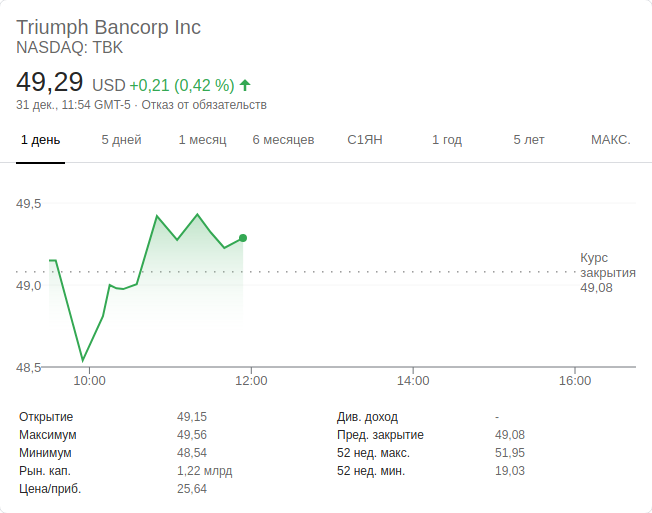 Triumph Bancorp Inc
NASDAQ: TBK
49,29 USD +0,21 (0,42 %)
31 дек., 11:54 GMT-5 · Отказ от обязательств
1 день 5 дней 1 месяц 6 месяцев С1ЯН 1 год 5 лет МАКС.
49,5
49,0
48,5
Курс
закрытия
49,08
10:00 12:00 14:00 16:00
Открытие 49,15
Максимум 49,56
Минимум 48,54
Рын. кап. 1,22 млрд
Цена/приб. 25,64
Див. доход -
Пред. закрытие 49,08
52 нед. макс. 51,95
52 нед. мин. 19,03